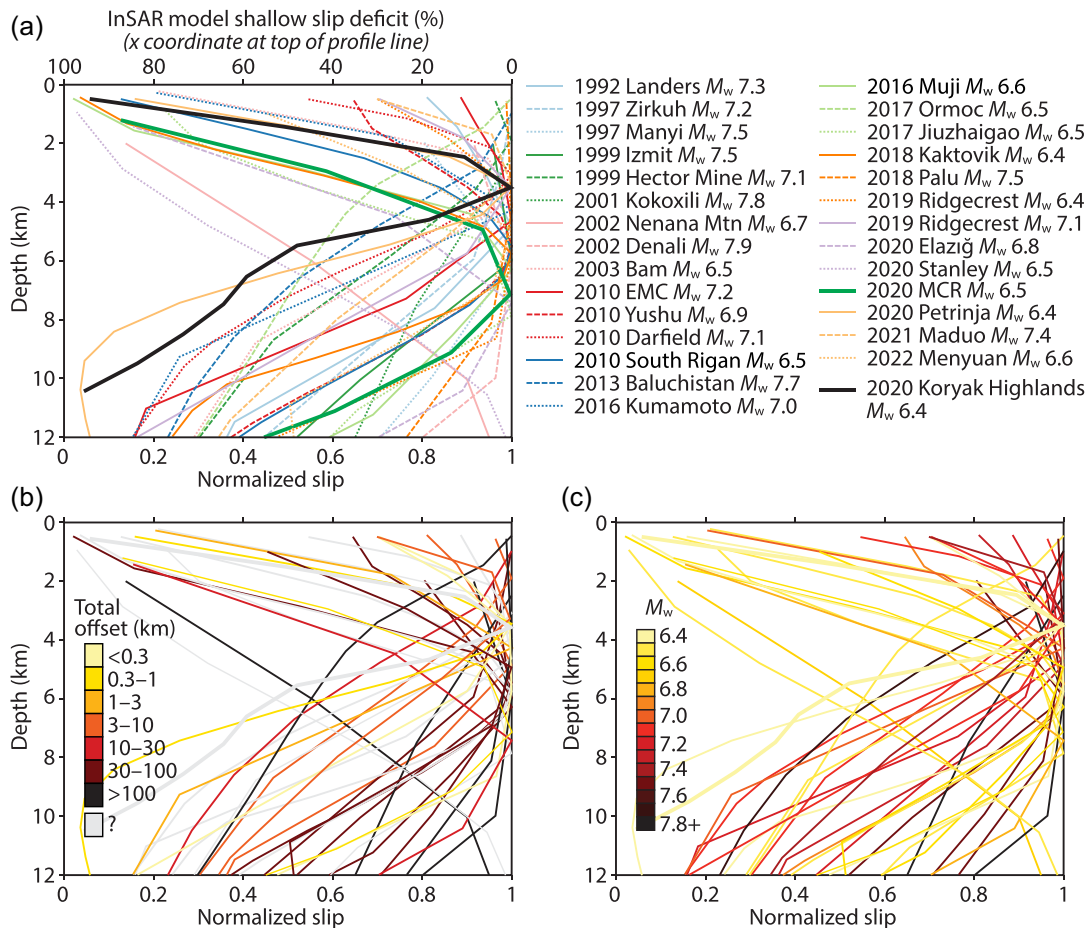 (a)
InSAR model shallow slip deficit (%)
(x coordinate at top of profile line)
100 80 60 40 20 0
0
2
4
6
8
10
12
Depth (km)
0 0.2 0.4 0.6 0.8 1
Normalized slip
1992 Landers Mw 7.3
1997 Zirkuh Mw 7.2
1997 Manyi Mw 7.5
1999 Izmit Mw 7.5
1999 Hector Mine Mw 7.1
2001 Kokoxili Mw 7.8
2002 Nenana Mtn Mw 6.7
2002 Denali Mw 7.9
2003 Bam Mw 6.5
2010 EMC Mw 7.2
2010 Yushu Mw 6.9
2010 Darfield Mw 7.1
2010 South Rigan Mw 6.5
2013 Baluchistan Mw 7.7
2016 Kumamoto Mw 7.0
2016 Muji Mw 6.6
2017 Ormoc Mw 6.5
2017 Jiuzhaigao Mw 6.5
2018 Kaktovik Mw 6.4
2018 Palu Mw 7.5
2019 Ridgecrest Mw 6.4
2019 Ridgecrest Mw 7.1
2020 Elazığ Mw 6.8
2020 Stanley Mw 6.5
2020 MCR Mw 6.5
2020 Petrinja Mw 6.4
2021 Maduo Mw 7.4
2022 Menyuan Mw 6.6
2020 Koryak Highlands
Mw 6.4
(b)
0
2
4
6
8
10
12
Depth (km)
Total
offset (km)
<0.3
0.3–1
1–3
3–10
10–30
30–100
>100
?
0 0.2 0.4 0.6 0.8 1
Normalized slip
(c)
0
2
4
6
8
10
12
Depth (km)
Mw
6.4
6.6
6.8
7.0
7.2
7.4
7.6
7.8+
0 0.2 0.4 0.6 0.8 1
Normalized slip